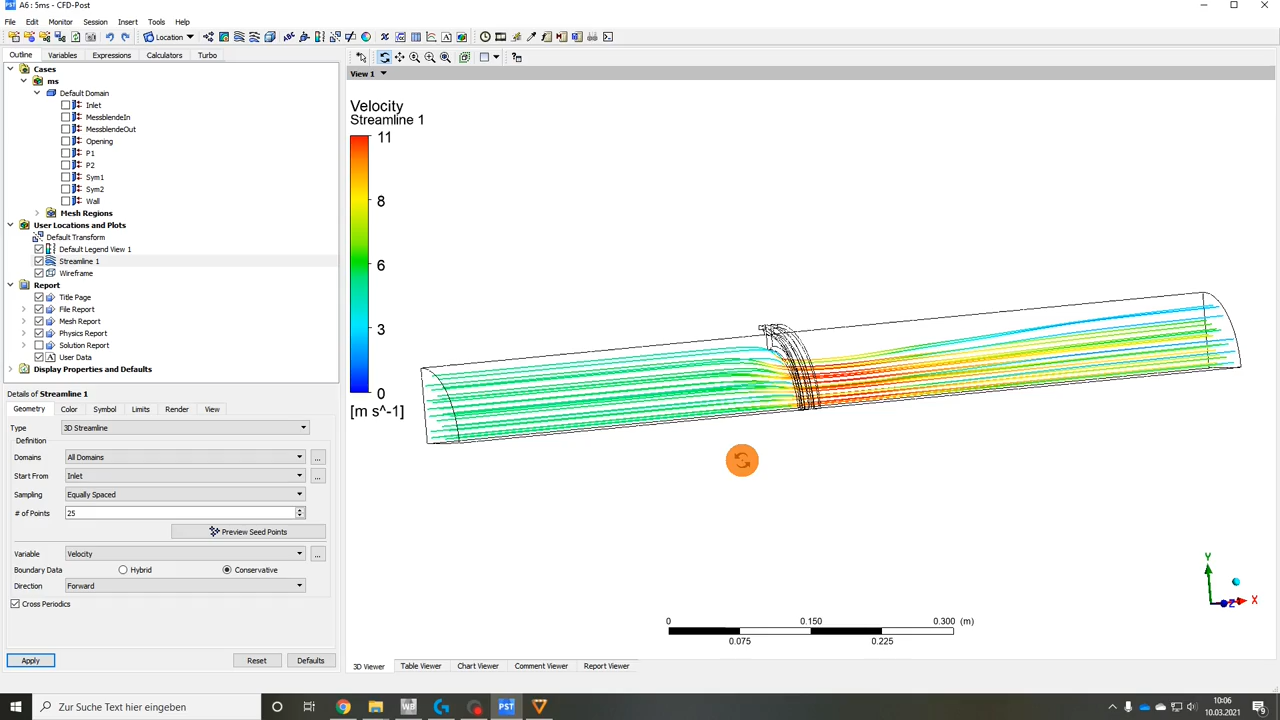 A6 : 5ms - CFD-Post
File Edit Monitor Session Insert Tools Help
Location
Outline Variables Expressions Calculators Turbo
Cases
ms
Default Domain
Inlet
MessblendeIn
MessblendeOut
Opening
P1
P2
Sym1
Sym2
Wall
Mesh Regions
User Locations and Plots
Default Transform
Default Legend View 1
Streamline 1
Wireframe
Report
Title Page
File Report
Mesh Report
Physics Report
Solution Report
User Data
Display Properties and Defaults
Details of Streamline 1
Geometry Color Symbol Limits Render View
Type 3D Streamline
Definition
Domains All Domains ...
Start From Inlet ...
Sampling Equally Spaced
# of Points 25
Preview Seed Points
Variable Velocity ...
Boundary Data Hybrid Conservative
Direction Forward
Cross Periodics
Apply Reset Defaults
View 1
Velocity
Streamline 1
11
8
6
3
0
[m s^-1]
Y
X
Z
0 0.150 0.300 (m)
0.075 0.225
3D Viewer Table Viewer Chart Viewer Comment Viewer Report Viewer
Zur Suche Text hier eingeben
WB
PST
10:06
10.03.2021
9